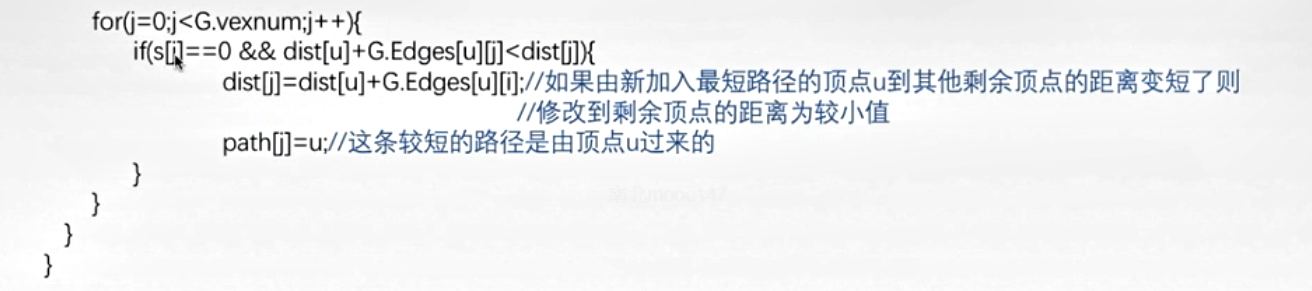 for(j=0;j<G.vexnum;j++){
if(s[j]==0 && dist[u]+G.Edges[u][j]<dist[j]){
dist[j]=dist[u]+G.Edges[u][i];//如果由新加入最短路径的顶点u到其他剩余顶点的距离变短了则
//修改到剩余顶点的距离为较小值
path[j]=u;//这条较短的路径是由顶点u过来的
}
}
}
}